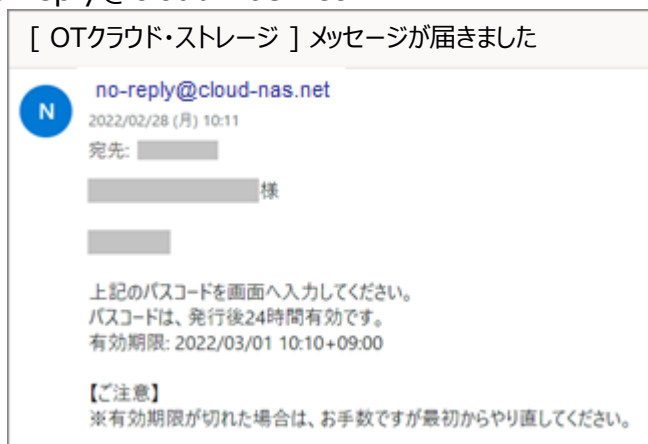 [ OTクラウド・ストレージ ] メッセージが届きました
N
no-reply@cloud-nas.net
2022/02/28 (月) 10:11
宛先:
様
上記のパスコードを画面へ入力してください。
パスコードは、発行後24時間有効です。
有効期限: 2022/03/01 10:10+09:00
【ご注意】
※有効期限が切れた場合は、お手数ですが最初からやり直してください。